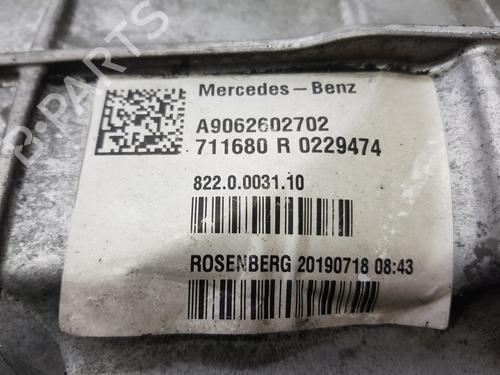 B-PARTS
Mercedes-Benz
A9062602702
711680 R 0229474
822.0.0031.10
ROSENBERG 20190718 08:43